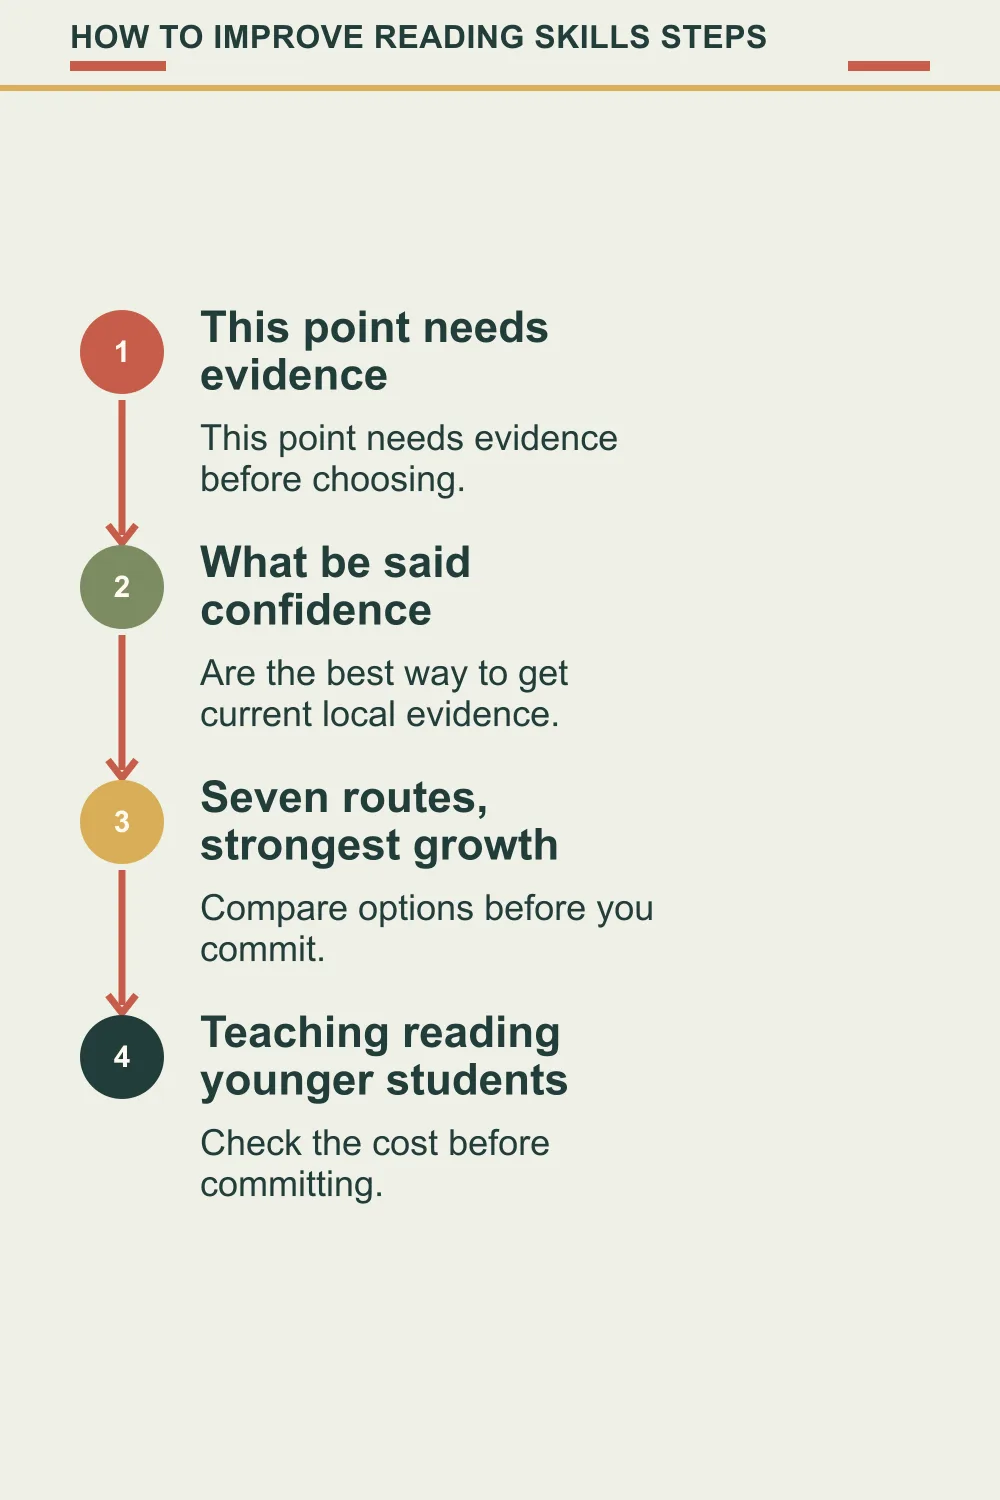 HOW TO IMPROVE READING SKILLS STEPS
1
This point needs
evidence
This point needs evidence
before choosing.
2
What be said
confidence
Are the best way to get
current local evidence.
3
Seven routes,
strongest growth
Compare options before you
commit.
4
Teaching reading
younger students
Check the cost before
committing.